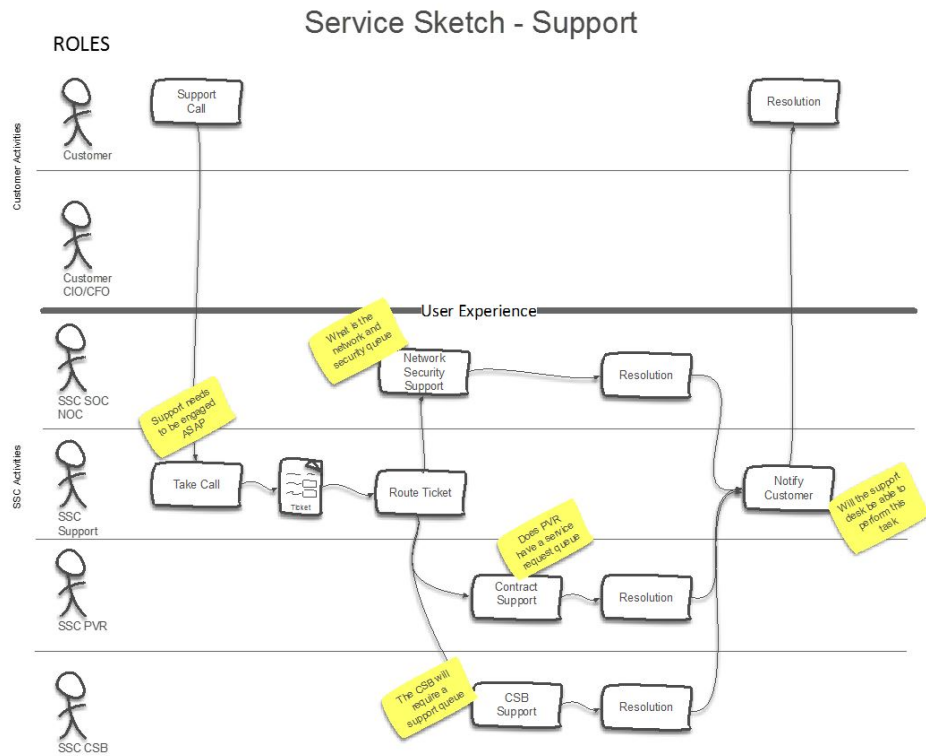 Service Sketch - Support
ROLES
Customer Activities
Support
Call
Resolution
Customer
Customer
CIO/CFO
User Experience
What is the
network and
security queue
Network
Security
Support
Resolution
SSC SOC
NOC
Support needs
to be engaged
ASAP
SSC Activities
Take Call
Ticket
Route Ticket
Notify
Customer
SSC
Support
Will the support
desk be able to
perform this
task
Does PVR
have a service
request queue
Contract
Support
Resolution
SSC PVR
The CSB will
require a
support queue
CSB
Support
Resolution
SSC CSB